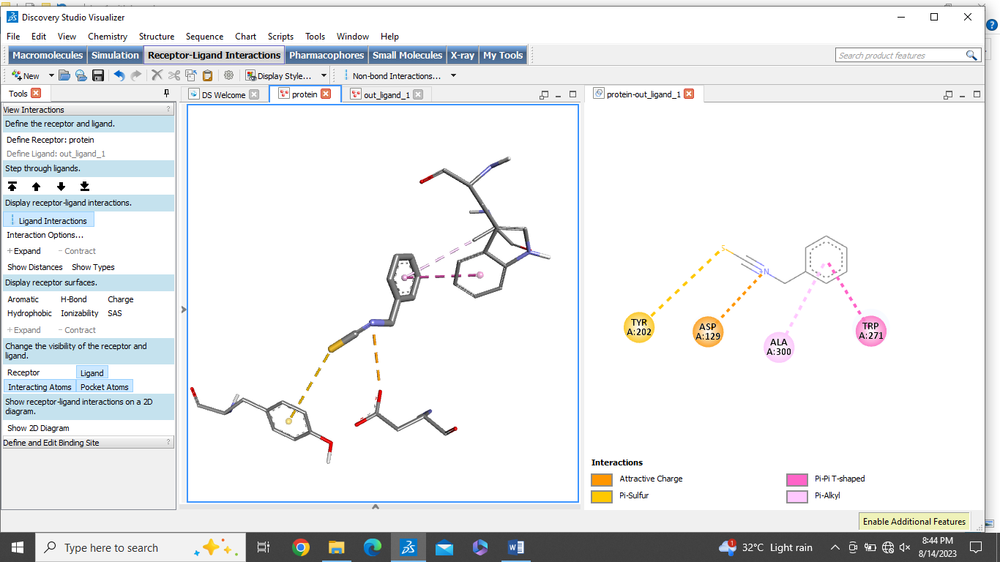 Discovery Studio Visualizer
File Edit View Chemistry Structure Sequence Chart Scripts Tools Window Help
Macromolecules Simulation Receptor-Ligand Interactions Pharmacophores Small Molecules X-ray My Tools
Search product features
New Display Style... Non-bond Interactions...
Tools
DS Welcome protein out_ligand_1
protein-out_ligand_1
View Interactions ?
Define the receptor and ligand.
Define Receptor: protein
Define Ligand: out_ligand_1
Step through ligands.
Display receptor-ligand interactions.
Ligand Interactions
Interaction Options...
+ Expand - Contract
Show Distances Show Types
Display receptor surfaces.
Aromatic H-Bond Charge
Hydrophobic Ionizability SAS
+ Expand - Contract
Change the visibility of the receptor and
ligand.
Receptor Ligand
Interacting Atoms Pocket Atoms
Show receptor-ligand interactions on a 2D
diagram.
Show 2D Diagram
Define and Edit Binding Site ?
S
N
TYR
A:202
ASP
A:129
ALA
A:300
TRP
A:271
Interactions
Attractive Charge
Pi-Sulfur
Pi-Pi T-shaped
Pi-Alkyl
Enable Additional Features
Type here to search
1
32°C Light rain
8:44 PM
8/14/2023